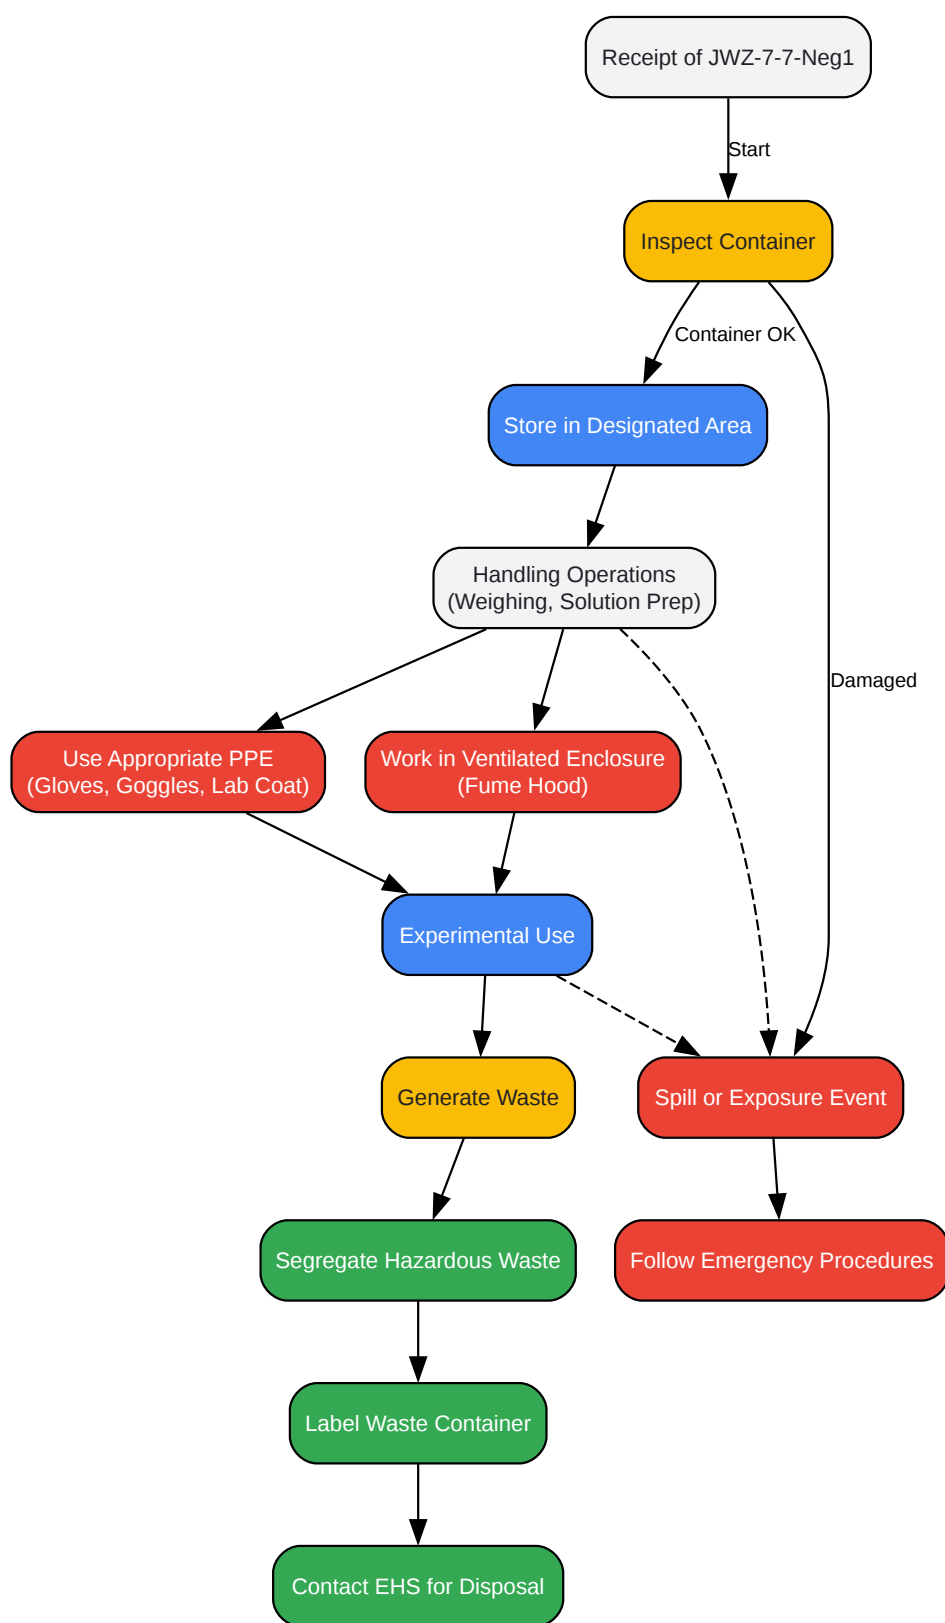 Receipt of JWZ-7-7-Neg1
Start
Inspect Container
Container OK
Store in Designated Area
Handling Operations
(Weighing, Solution Prep)
Damaged
Use Appropriate PPE
(Gloves, Goggles, Lab Coat)
Work in Ventilated Enclosure
(Fume Hood)
Experimental Use
Generate Waste
Spill or Exposure Event
Segregate Hazardous Waste
Follow Emergency Procedures
Label Waste Container
Contact EHS for Disposal